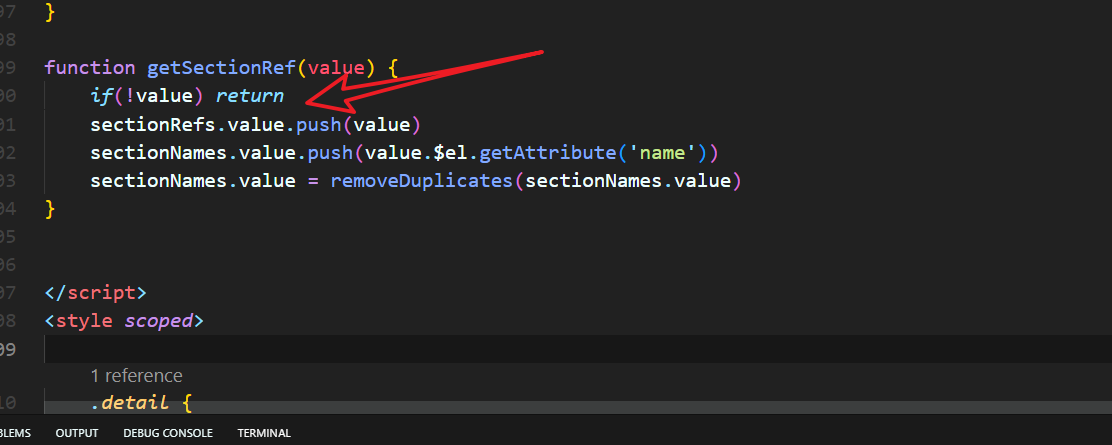 97 }
98
99 function getSectionRef(value) {
00 if(!value) return
01 sectionRefs.value.push(value)
02 sectionNames.value.push(value.$el.getAttribute('name'))
03 sectionNames.value = removeDuplicates(sectionNames.value)
04 }
05
06
07 </script>
08 <style scoped>
09
1 reference
10 .detail {
BLEMS OUTPUT DEBUG CONSOLE TERMINAL